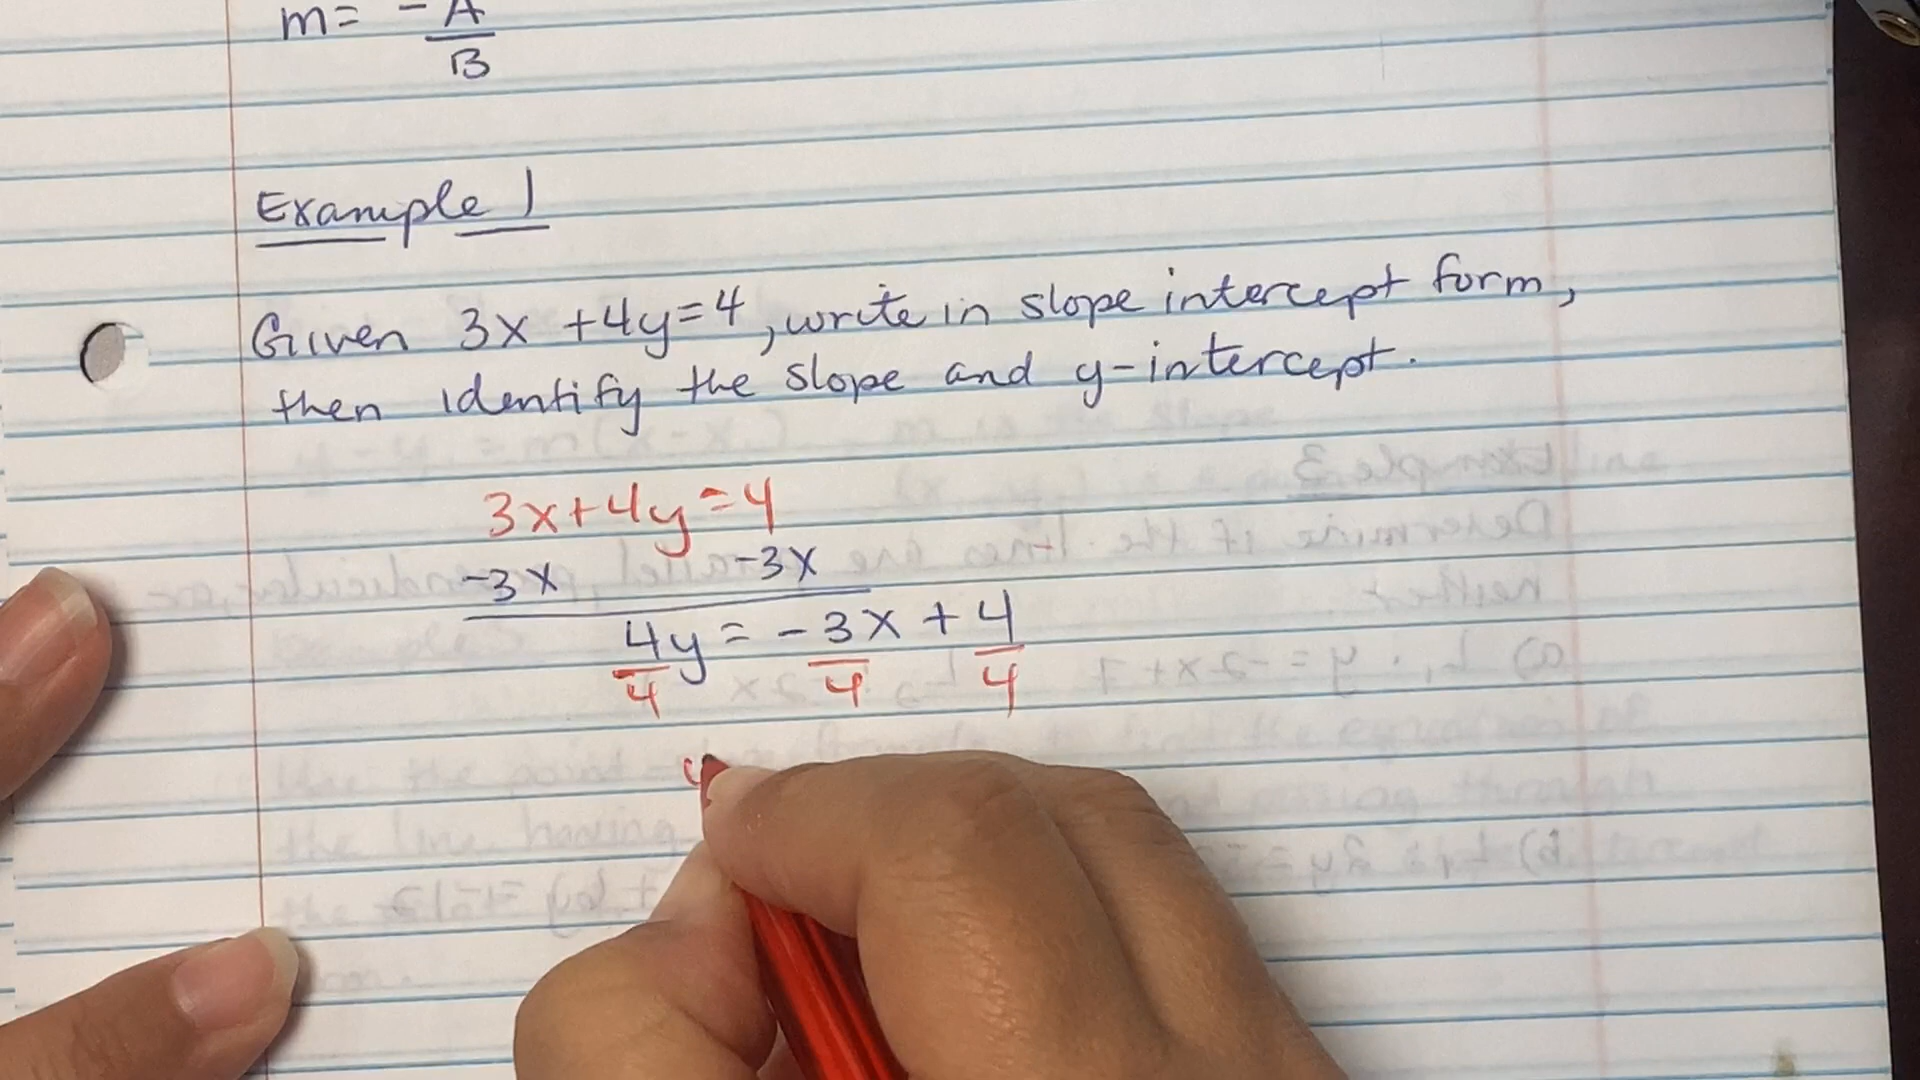 m = -A
B
Example 1
Given 3x + 4y = 4, write in slope intercept form,
then identify the slope and y-intercept.
3x + 4y = 4
-3x -3x
4y = -3x + 4
4 4 4
y